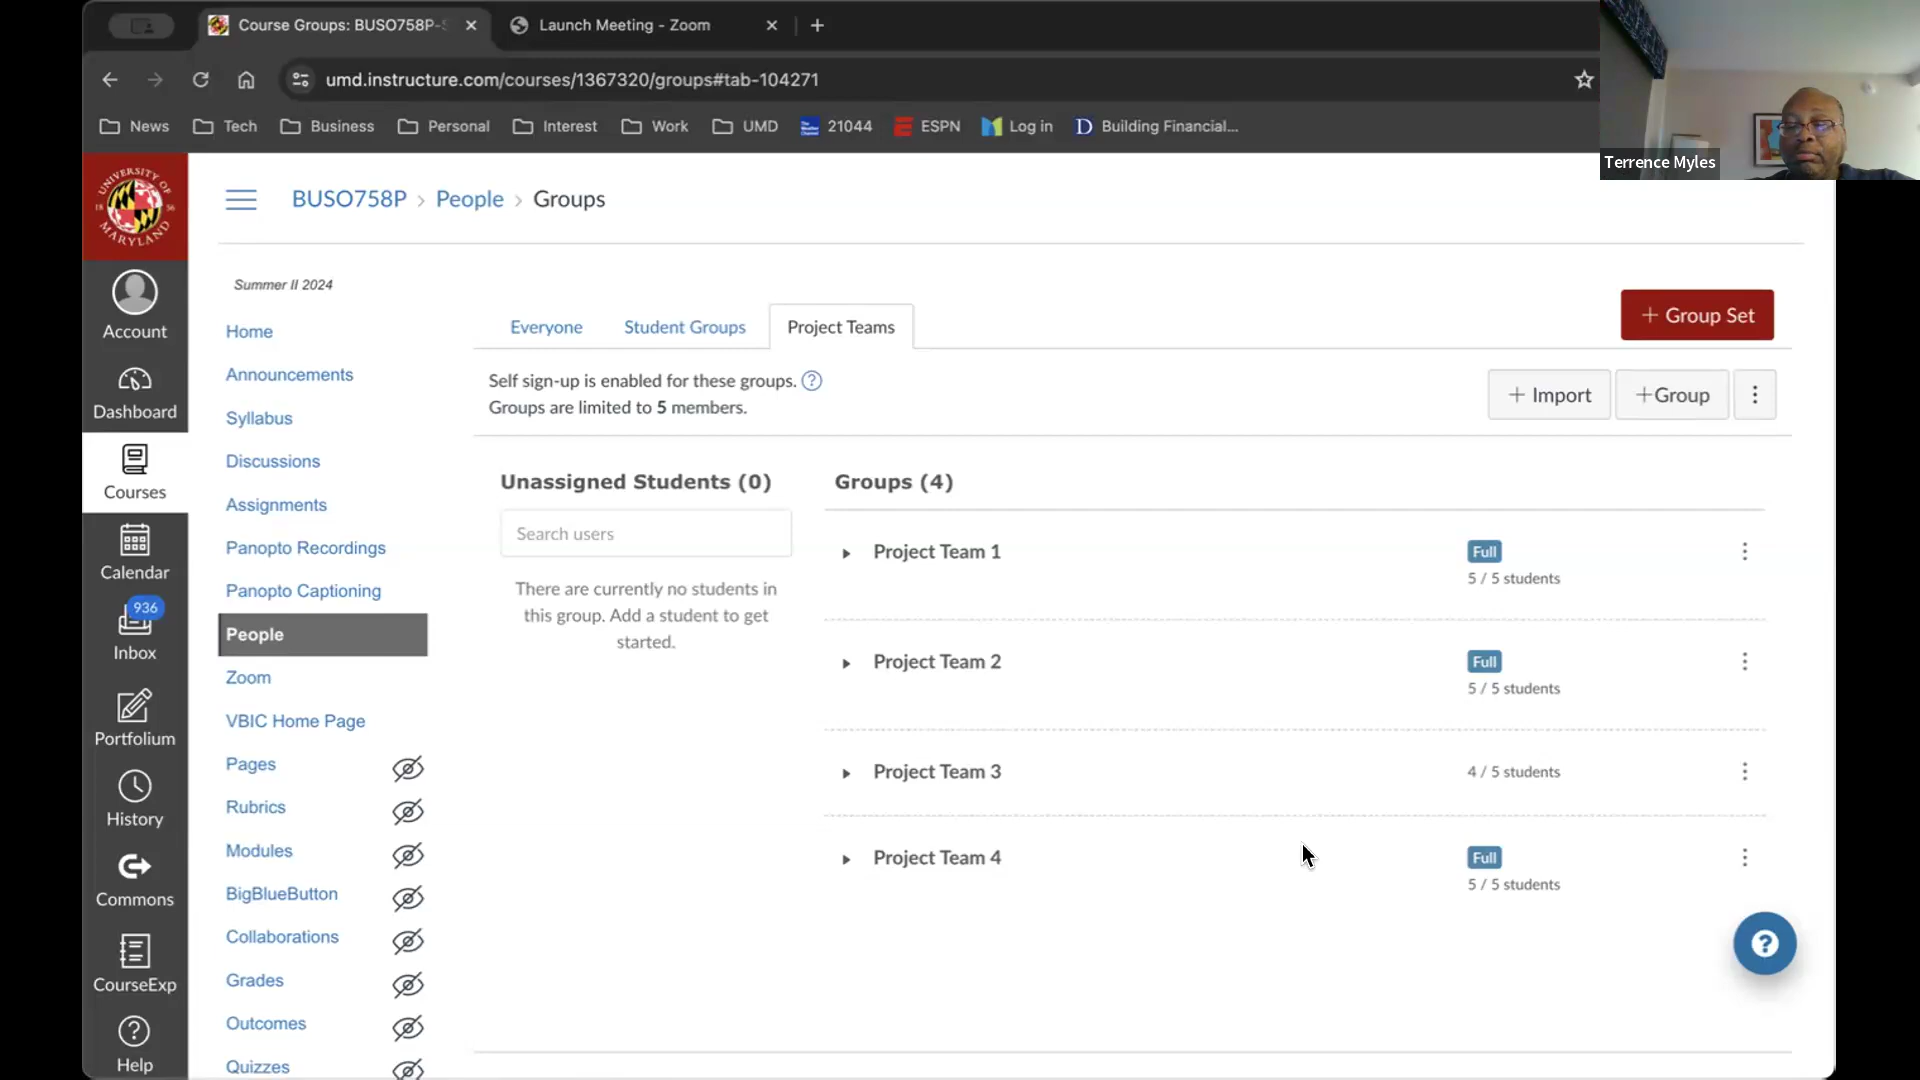 Course Groups: BUSO758P-S
Launch Meeting - Zoom
umd.instructure.com/courses/1367320/groups#tab-104271
News
Tech
Business
Personal
Interest
Work
UMD
21044
ESPN
Log in
Building Financial...
Terrence Myles
UNIVERSITY OF
18 56
MARYLAND
BUSO758P › People › Groups
Account
Dashboard
Courses
Calendar
936
Inbox
Portfolium
History
Commons
CourseExp
Help
Summer II 2024
Home
Announcements
Syllabus
Discussions
Assignments
Panopto Recordings
Panopto Captioning
People
Zoom
VBIC Home Page
Pages
Rubrics
Modules
BigBlueButton
Collaborations
Grades
Outcomes
Quizzes
Everyone
Student Groups
Project Teams
+ Group Set
Self sign-up is enabled for these groups. ?
Groups are limited to 5 members.
+ Import
+Group
Unassigned Students (0)
Search users
There are currently no students in
this group. Add a student to get
started.
Groups (4)
Project Team 1
Full
5 / 5 students
Project Team 2
Full
5 / 5 students
Project Team 3
4 / 5 students
Project Team 4
Full
5 / 5 students